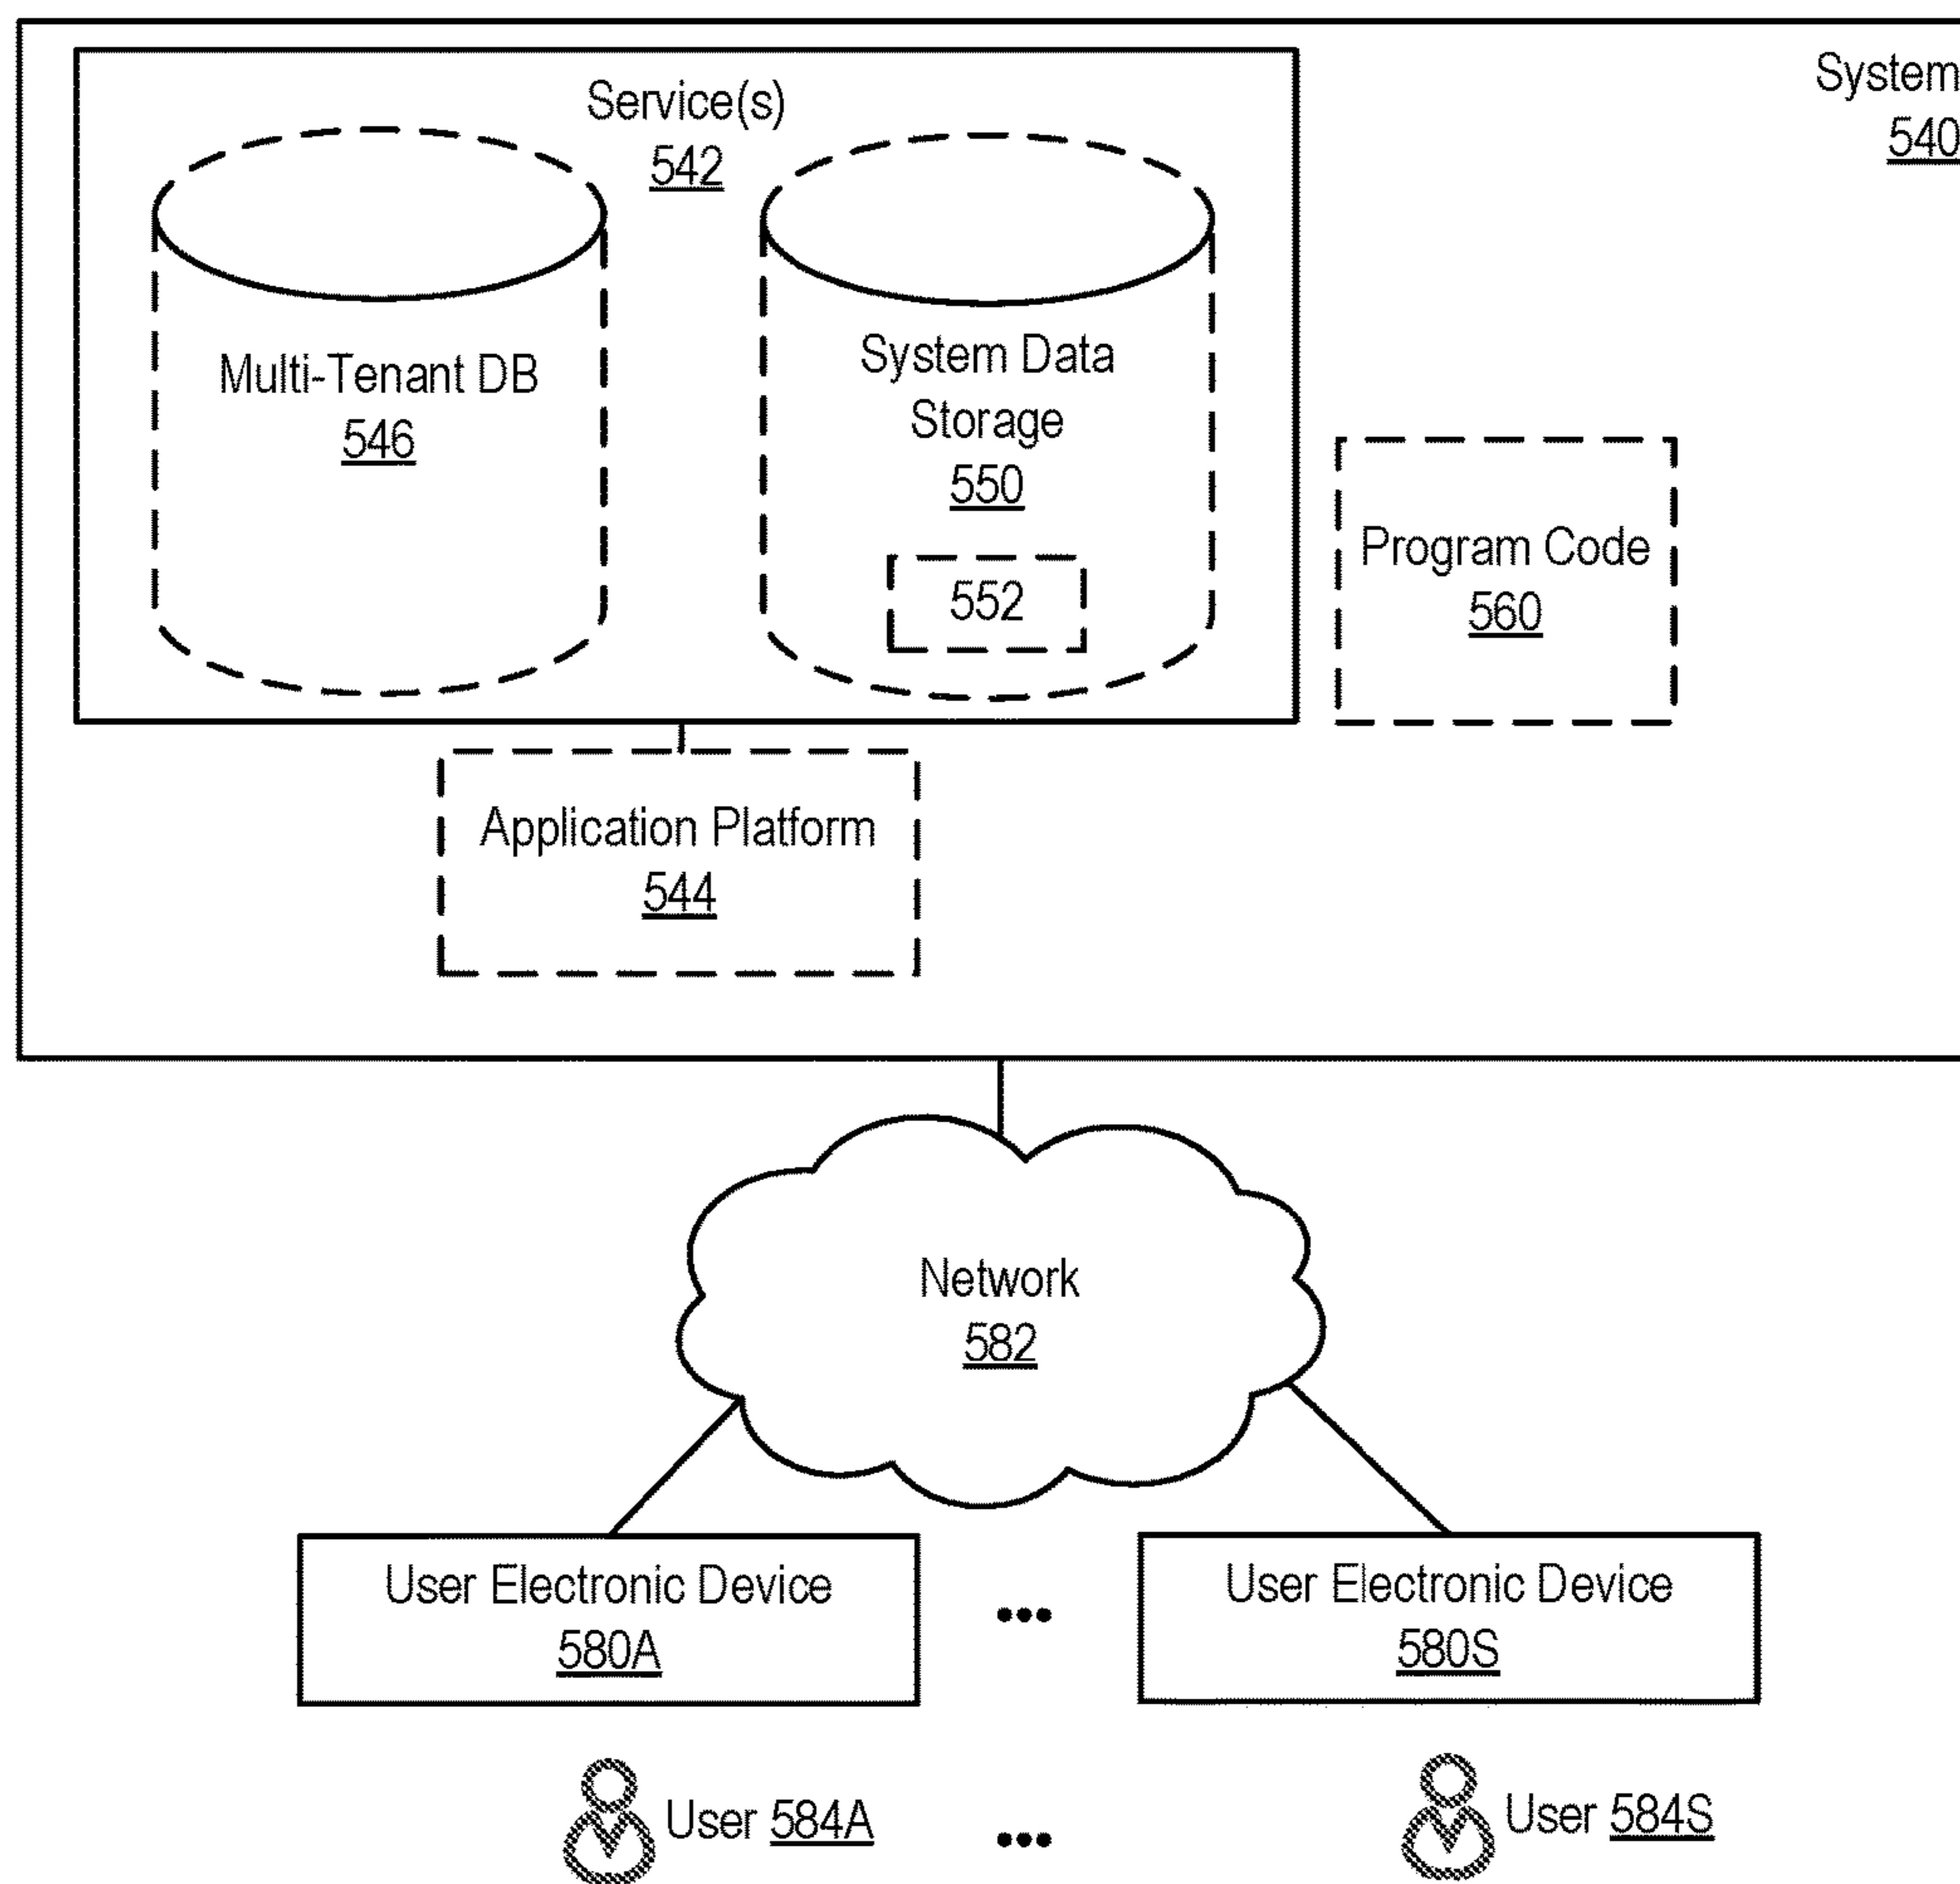 System
540
Service(s)
542
Multi-Tenant DB
546
System Data
Storage
550
552
Program Code
560
Application Platform
544
Network
582
User Electronic Device
580A
...
User Electronic Device
580S
User 584A
...
User 584S